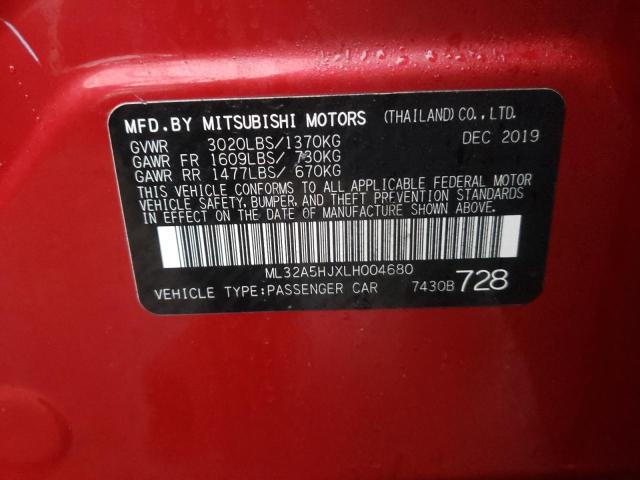 MFD.BY MITSUBISHI MOTORS (THAILAND)CO.,LTD.
GVWR 3020LBS/1370KG DEC 2019
GAWR FR 1609LBS/ 730KG
GAWR RR 1477LBS/ 670KG
THIS VEHICLE CONFORMS TO ALL APPLICABLE FEDERAL MOTOR
VEHICLE SAFETY, BUMPER, AND THEFT PREVENTION STANDARDS
IN EFFECT ON THE DATE OF MANUFACTURE SHOWN ABOVE.
ML32A5HJXLH004680
VEHICLE TYPE:PASSENGER CAR 7430B 728